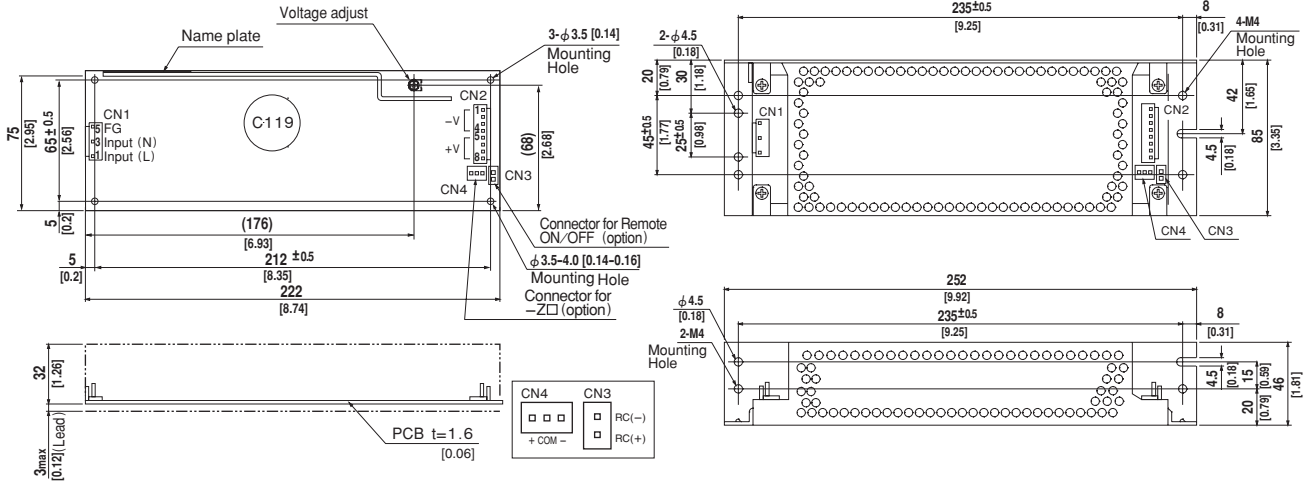 Voltage adjust
Name plate
3-φ3.5 [0.14]
Mounting
Hole
CN1
5 FG
3 Input (N)
1 Input (L)
C119
CN2
1
−V
4
5
+V
8
CN4
CN3
75
[2.95]
65±0.5
[2.56]
5
[0.2]
(68)
[2.68]
(176)
[6.93]
5
[0.2]
212 ±0.5
[8.35]
222
[8.74]
Connector for Remote
ON/OFF (option)
φ3.5-4.0 [0.14-0.16]
Mounting Hole
Connector for
−Z□ (option)
32
[1.26]
3max
[0.12](Lead)
PCB t=1.6
[0.06]
CN4
CN3
+ COM −
RC(−)
RC(+)
235±0.5
[9.25]
8
[0.31]
2-φ4.5
[0.18]
4-M4
Mounting
Hole
20
[0.79]
30
[1.18]
45±0.5
[1.77]
25±0.5
[0.98]
CN1
CN2
42
[1.65]
85
[3.35]
4.5
[0.18]
CN4
CN3
252
[9.92]
235±0.5
[9.25]
8
[0.31]
φ4.5
[0.18]
2-M4
Mounting
Hole
4.5
[0.18]
15
[0.59]
20
[0.79]
46
[1.81]